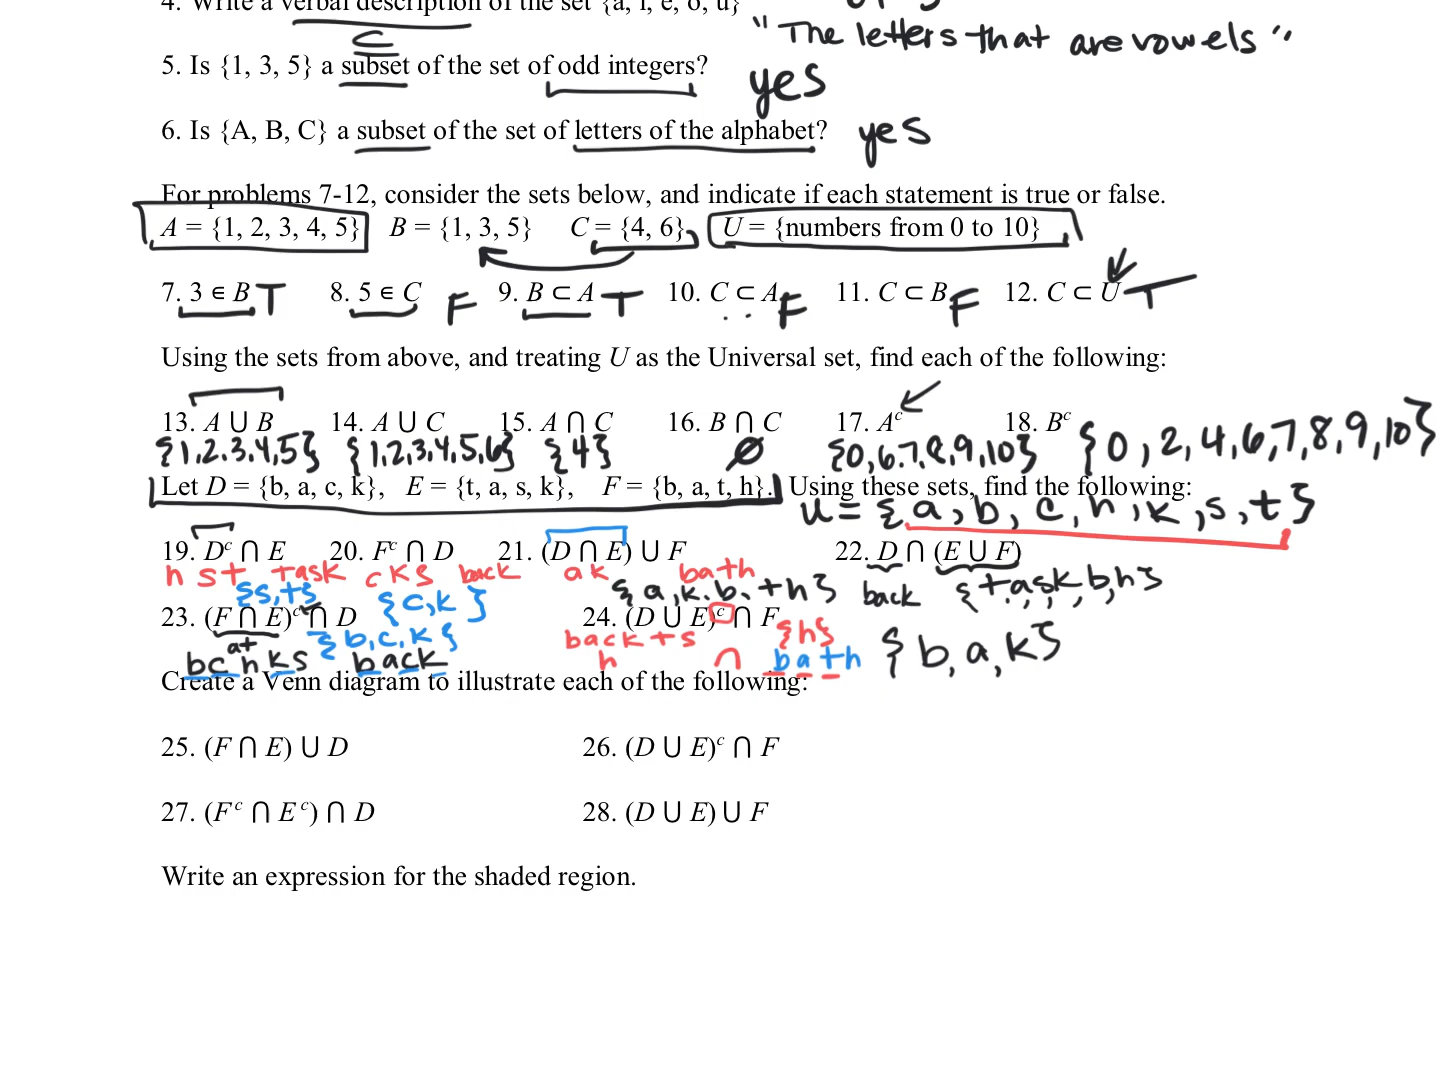 4. Write a verbal description of the set {a, i, e, o, u}
"The letters that are vowels"
⊂
5. Is {1, 3, 5} a subset of the set of odd integers? yes
6. Is {A, B, C} a subset of the set of letters of the alphabet? yes
For problems 7-12, consider the sets below, and indicate if each statement is true or false.
A = {1, 2, 3, 4, 5} B = {1, 3, 5} C = {4, 6} U = {numbers from 0 to 10}
7. 3 ∈ B T 8. 5 ∈ C F 9. B ⊂ A T 10. C ⊂ A F 11. C ⊂ B F 12. C ⊂ U T
Using the sets from above, and treating U as the Universal set, find each of the following:
13. A ⋃ B 14. A ⋃ C 15. A ⋂ C 16. B ⋂ C 17. Aᶜ 18. Bᶜ {0, 2, 4, 6, 7, 8, 9, 10}
{1,2,3,4,5} {1,2,3,4,5,6} {4} ∅ {0,6,7,8,9,10}
Let D = {b, a, c, k}, E = {t, a, s, k}, F = {b, a, t, h}. Using these sets, find the following:
u = {a, b, c, h, k, s, t}
19. Dᶜ ⋂ E 20. Fᶜ ⋂ D 21. (D ⋂ E) ⋃ F 22. D ⋂ (E ⋃ F)
h s t task c k s back a k bath
{s,t} {c,k} {a,k,b,t,h} back {t,a,s,k,b,h}
23. (F ⋂ E)ᶜ ⋂ D 24. (D ⋃ E)ᶜ ⋂ F {h}
at {b,c,k} back t s {b, a, k}
b c h k s back h ⋂ bath
Create a Venn diagram to illustrate each of the following:
25. (F ⋂ E) ⋃ D 26. (D ⋃ E)ᶜ ⋂ F
27. (Fᶜ ⋂ Eᶜ) ⋂ D 28. (D ⋃ E) ⋃ F
Write an expression for the shaded region.